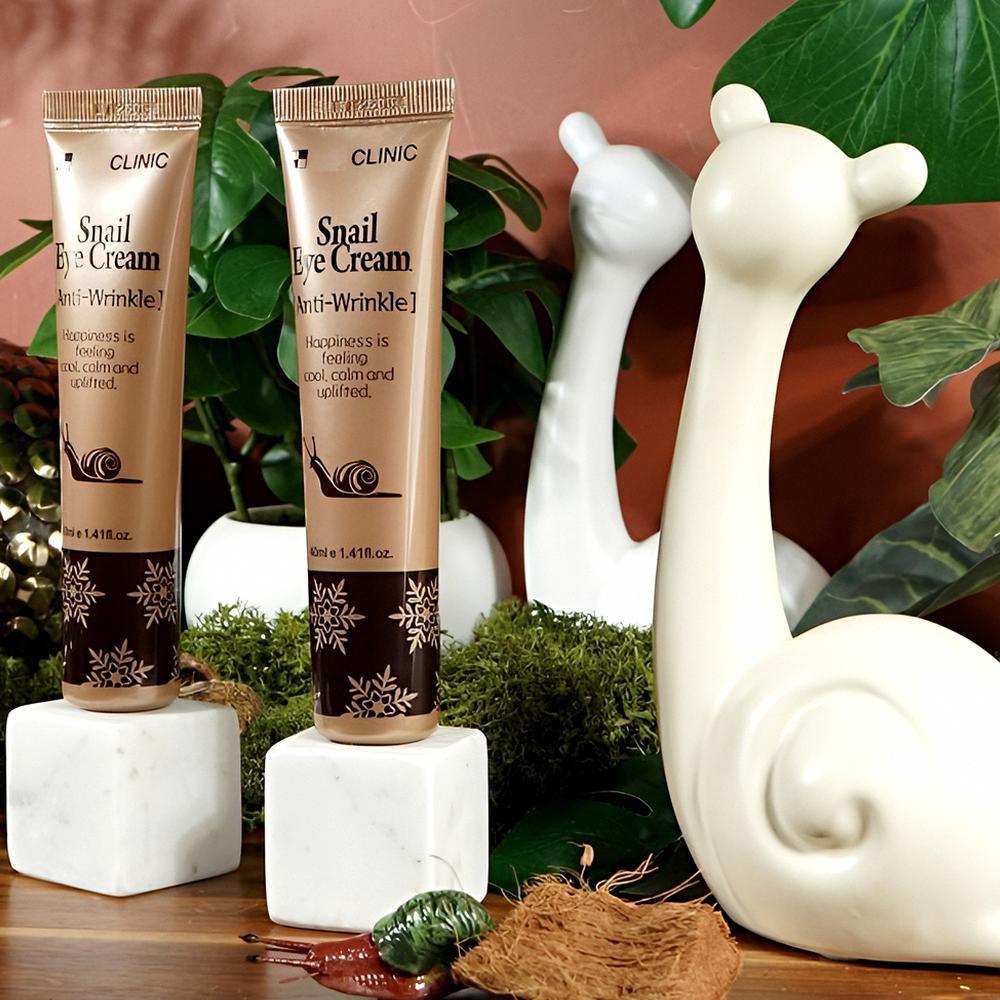 CLINIC
Snail
Eye Cream
Anti-Wrinkle]
Happiness is
feeling
cool, calm and
uplifted.
e 1.41fl.oz.
CLINIC
Snail
Eye Cream
Anti-Wrinkle]
Happiness is
feeling
cool, calm and
uplifted.
40ml e 1.41fl.oz.